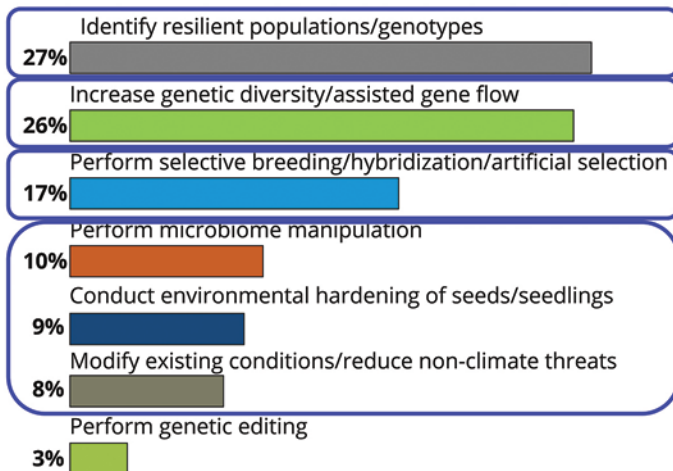 Identify resilient populations/genotypes
27%
Increase genetic diversity/assisted gene flow
26%
Perform selective breeding/hybridization/artificial selection
17%
Perform microbiome manipulation
10%
Conduct environmental hardening of seeds/seedlings
9%
Modify existing conditions/reduce non-climate threats
8%
Perform genetic editing
3%